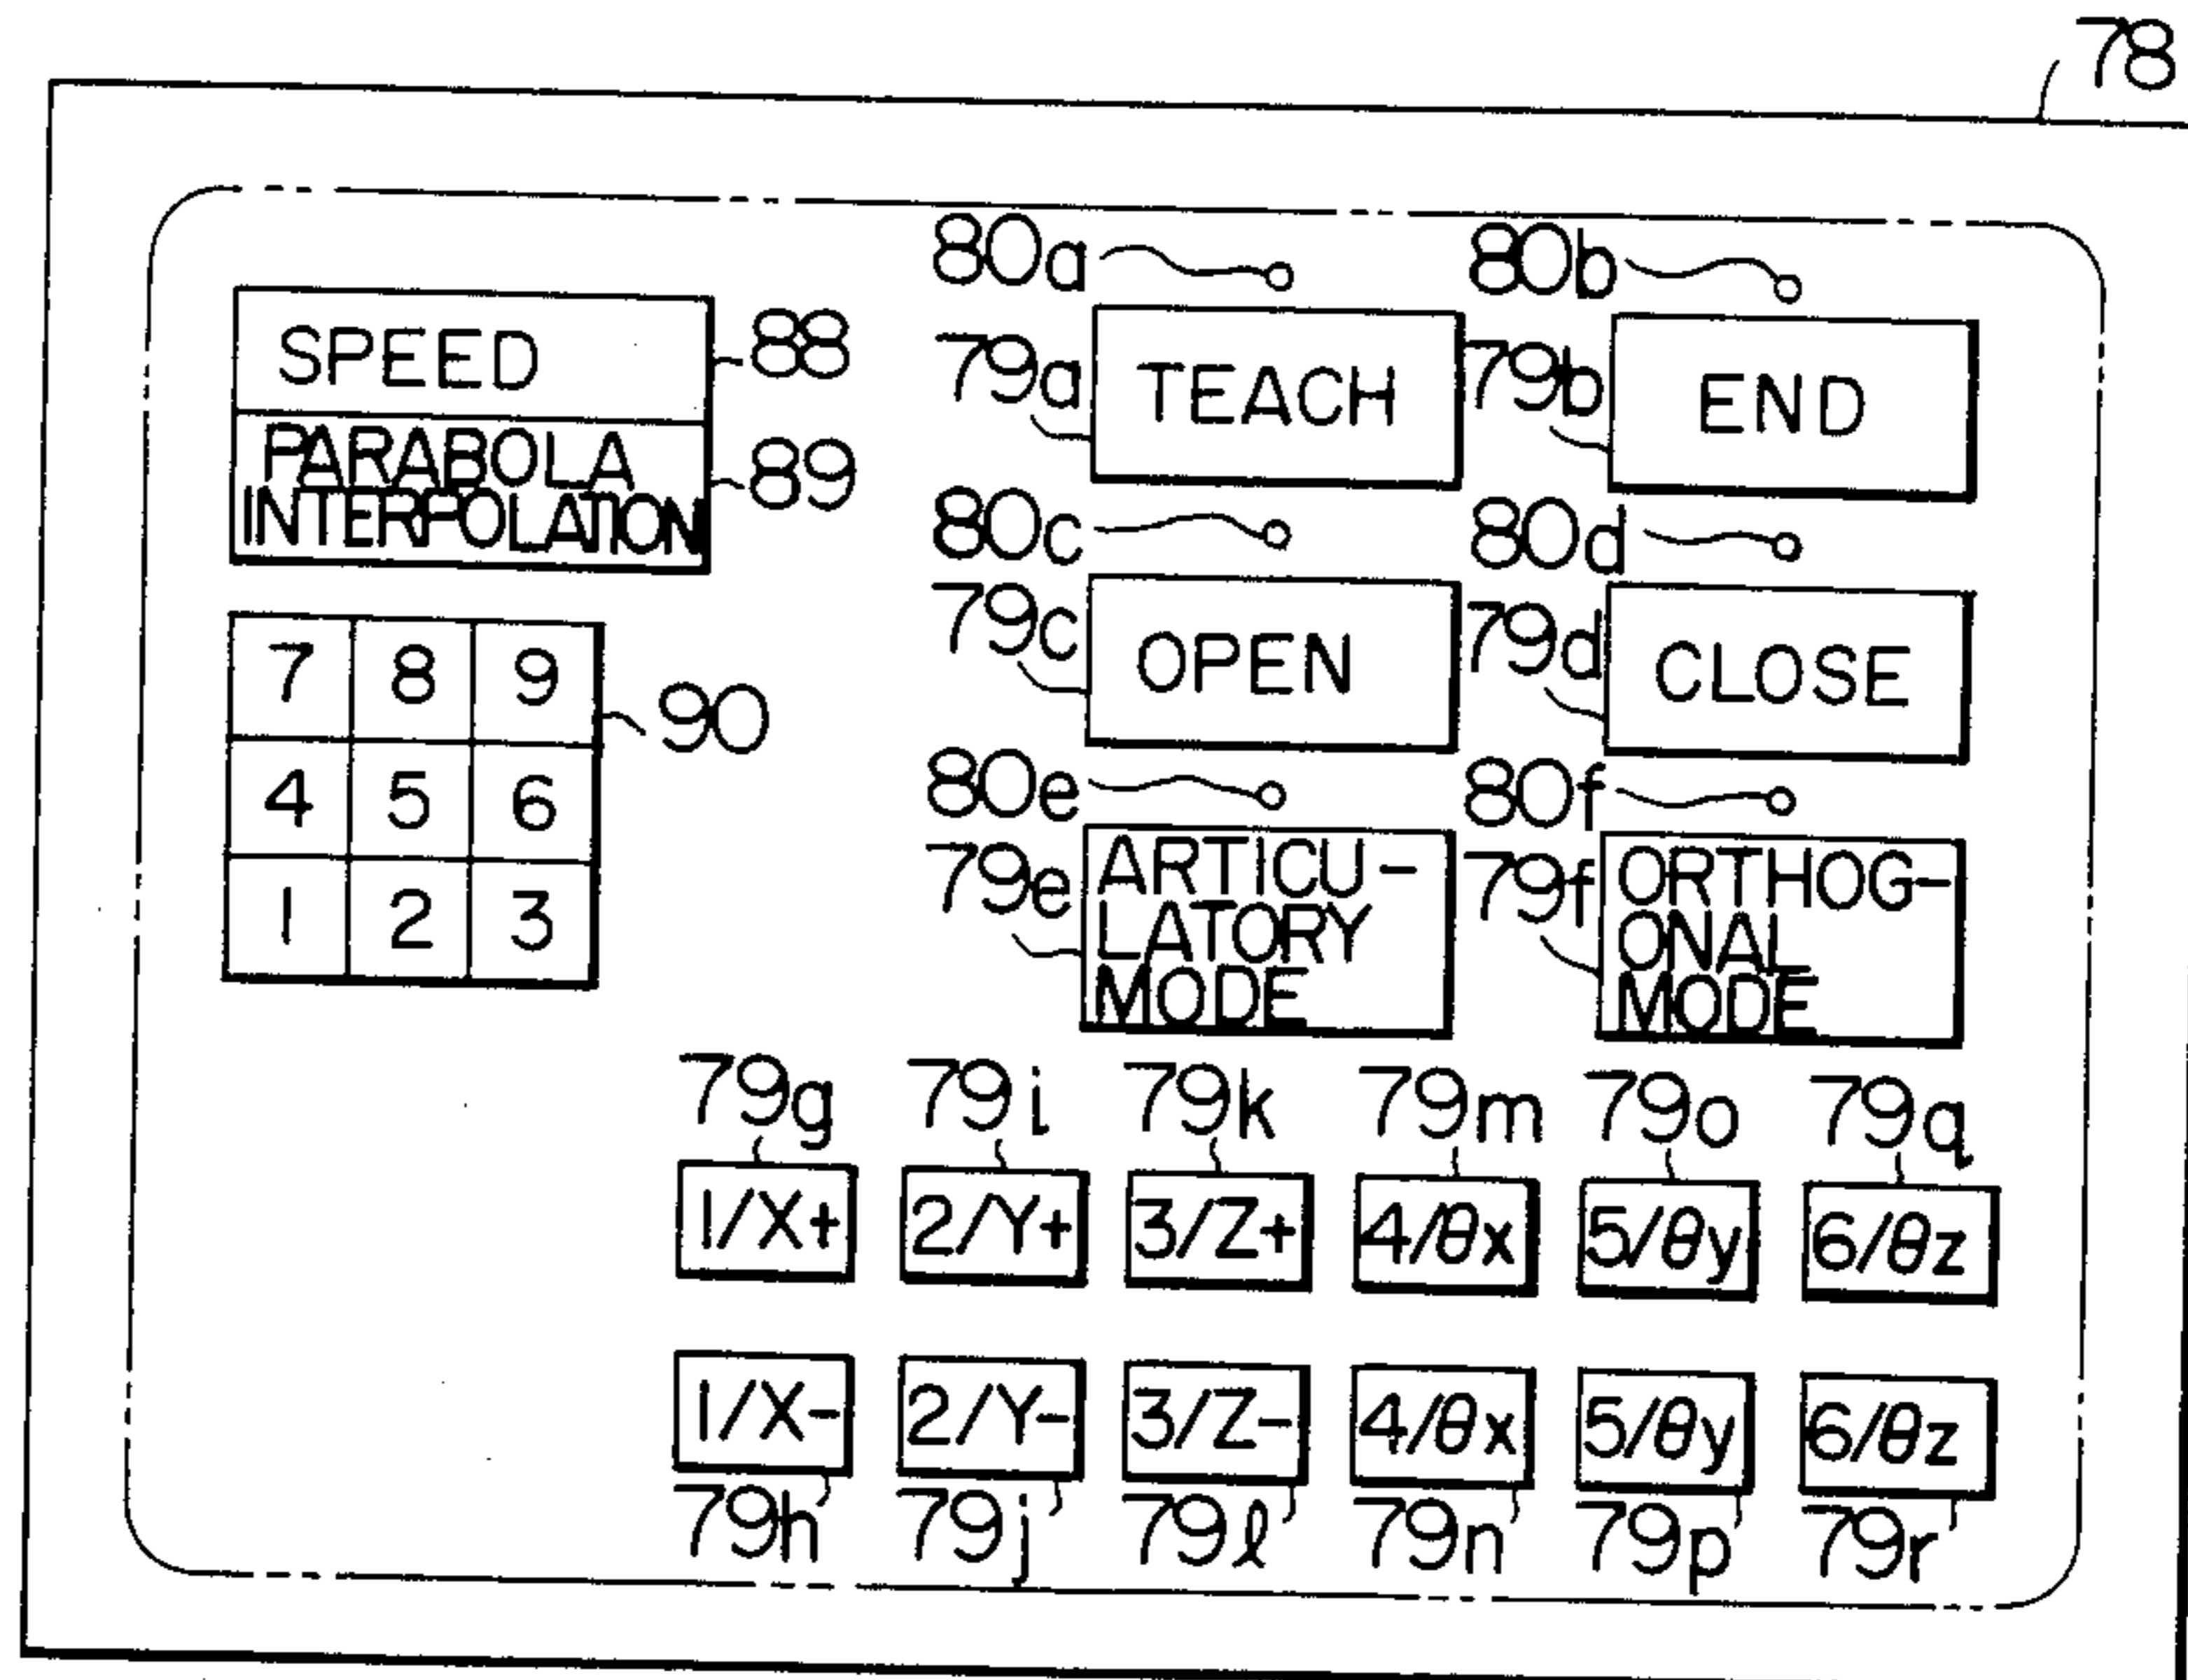 78
80a
80b
SPEED
88
79a
TEACH
79b
END
PARABOLA
INTERPOLATION
89
80c
80d
79c
OPEN
79d
CLOSE
7 8 9
90
4 5 6
1 2 3
80e
80f
79e
ARTICU-
LATORY
MODE
79f
ORTHOG-
ONAL
MODE
79g 79i 79k 79m 79o 79q
1/X+ 2/Y+ 3/Z+ 4/θx 5/θy 6/θz
1/X- 2/Y- 3/Z- 4/θx 5/θy 6/θz
79h 79j 79l 79n 79p 79r